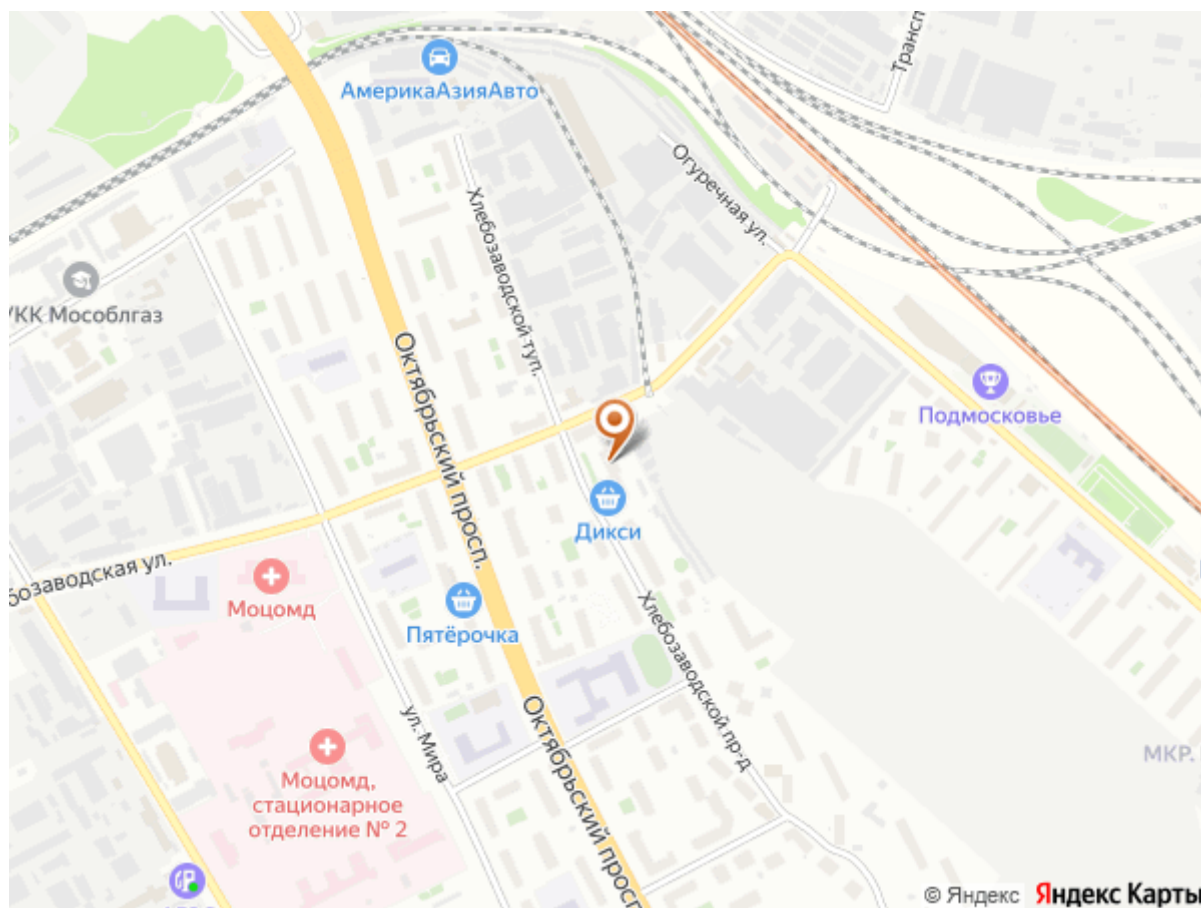 Трансп
АмерикаАзияАвто
Огуречная ул.
Хлебозаводской туп.
УКК Мособлгаз
Октябрьский просп.
Подмосковье
Дикси
бозаводская ул.
Моцомд
Пятёрочка
Хлебозаводской пр-д
ул. Мира
Октябрьский просп
МКР.
Моцомд,
стационарное
отделение № 2
© Яндекс Яндекс Карты